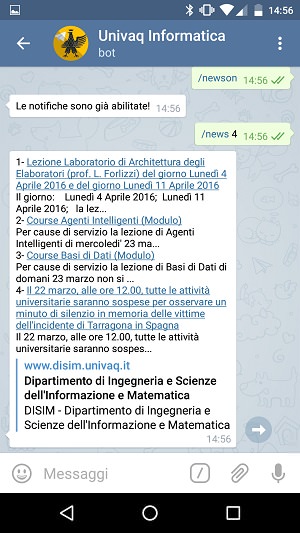 14:56
Univaq Informatica
bot
/newson
14:56
Le notifiche sono già abilitate!
14:56
/news 4
14:56
1- Lezione Laboratorio di Architettura degli
Elaboratori (prof. L. Forlizzi) del giorno Lunedì 4
Aprile 2016 e del giorno Lunedì 11 Aprile
2016
Il giorno: Lunedì 4 Aprile 2016; Lunedì 11
Aprile 2016; la lez...
2- Course Agenti Intelligenti (Modulo)
Per cause di servizio la lezione di Agenti
Intelligenti di mercoledi' 23 ma...
3- Course Basi di Dati (Modulo)
Per cause di servizio la lezione di Basi di Dati di
domani 23 marzo non si ...
4- Il 22 marzo, alle ore 12.00, tutte le attività
universitarie saranno sospese per osservare un
minuto di silenzio in memoria delle vittime
dell'incidente di Tarragona in Spagna
Il 22 marzo, alle ore 12.00, tutte le attività
universitarie saranno sospes...
www.disim.univaq.it
Dipartimento di Ingegneria e Scienze
dell'Informazione e Matematica
DISIM - Dipartimento di Ingegneria e
Scienze dell'Informazione e Matematica
14:56
Messaggi